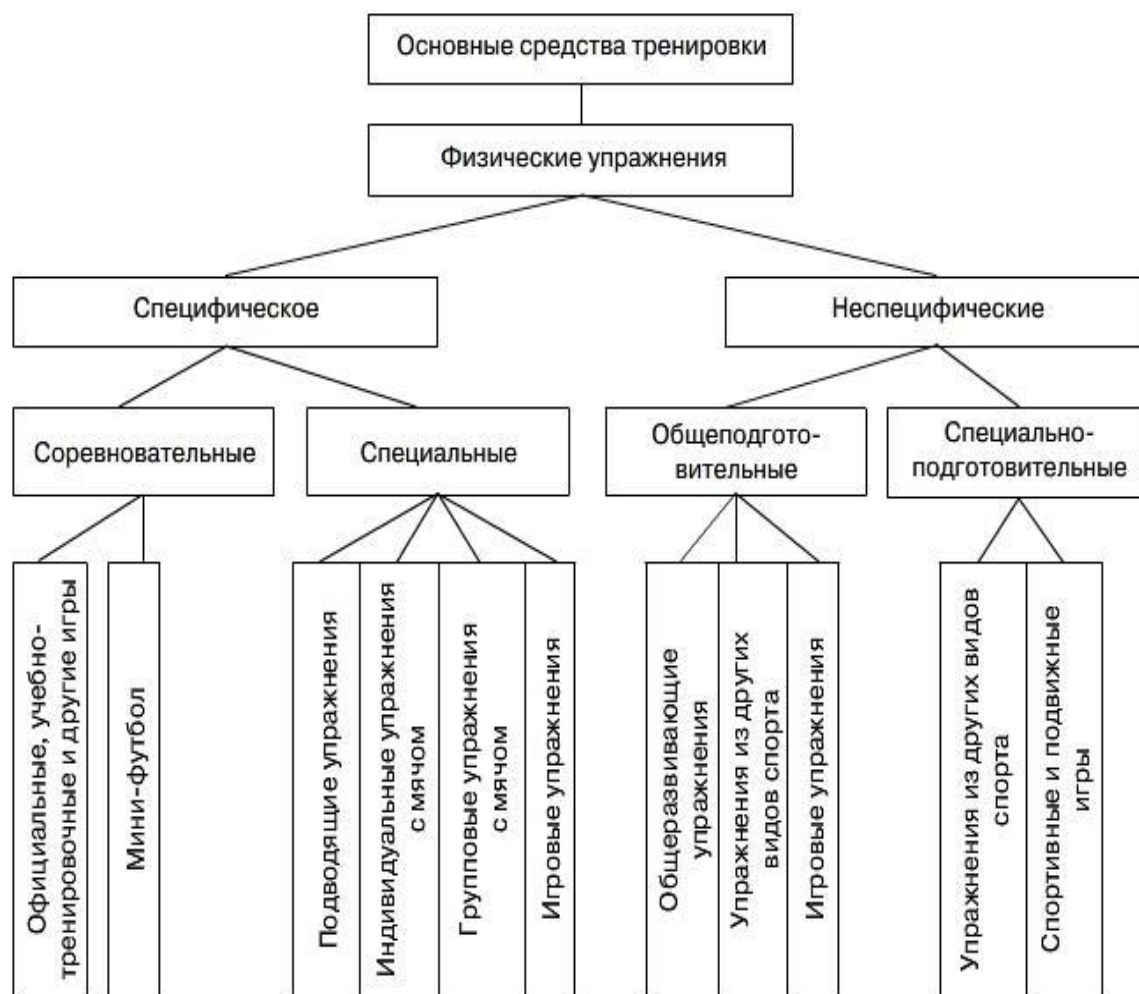 Основные средства тренировки
Физические упражнения
Специфическое
Неспецифические
Соревновательные
Специальные
Общеподгото-
вительные
Специально-
подготовительные
Официальные, учебно-
тренировочные и другие игры
Мини-футбол
Подводящие упражнения
Индивидуальные упражнения
с мячом
Групповые упражнения
с мячом
Игровые упражнения
Общеразвивающие
упражнения
Упражнения из других
видов спорта
Игровые упражнения
Упражнения из других видов
спорта
Спортивные и подвижные
игры